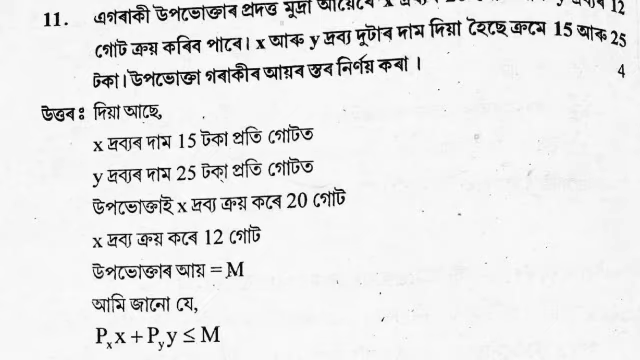 11. এগৰাকী উপভোক্তাৰ প্ৰদত্ত মুদ্ৰা আয়েৰে x 12
গোট ক্ৰয় কৰিব পাৰে। x আৰু y দ্ৰব্য দুটাৰ দাম দিয়া হৈছে ক্ৰমে 15 আৰু 25
টকা। উপভোক্তা গৰাকীৰ আয়ৰ স্তৰ নিৰ্ণয় কৰা । 4
উত্তৰঃ দিয়া আছে,
x দ্ৰব্যৰ দাম 15 টকা প্ৰতি গোটত
y দ্ৰব্যৰ দাম 25 টকা প্ৰতি গোটত
উপভোক্তাই x দ্ৰব্য ক্ৰয় কৰে 20 গোট
x দ্ৰব্য ক্ৰয় কৰে 12 গোট
উপভোক্তাৰ আয় = M
আমি জানো যে,
Pₓx + Pᵧy ≤ M